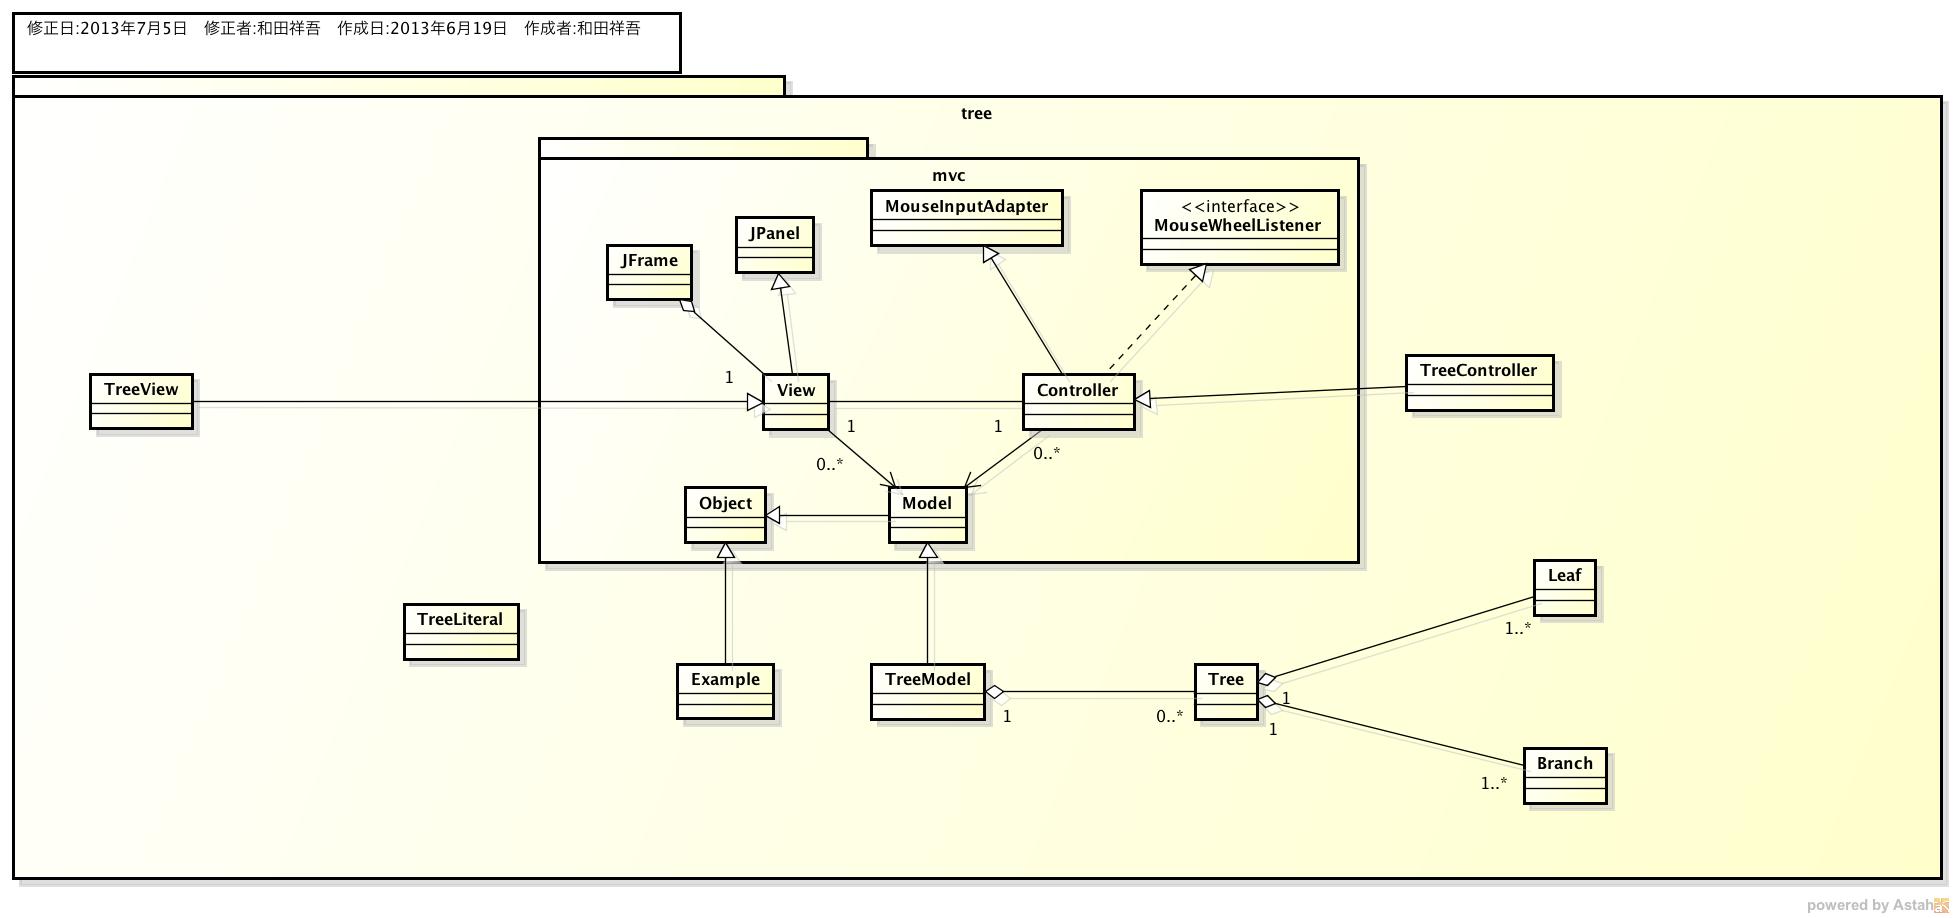 修正日:2013年7月5日　修正者:和田祥吾　作成日:2013年6月19日　作成者:和田祥吾
tree
mvc
MouseInputAdapter
<<interface>>
MouseWheelListener
JPanel
JFrame
TreeView
1
View
Controller
TreeController
1
1
0..*
0..*
Object
Model
Leaf
TreeLiteral
1..*
Example
TreeModel
Tree
1
1
0..*
1
Branch
1..*
powered by Astah